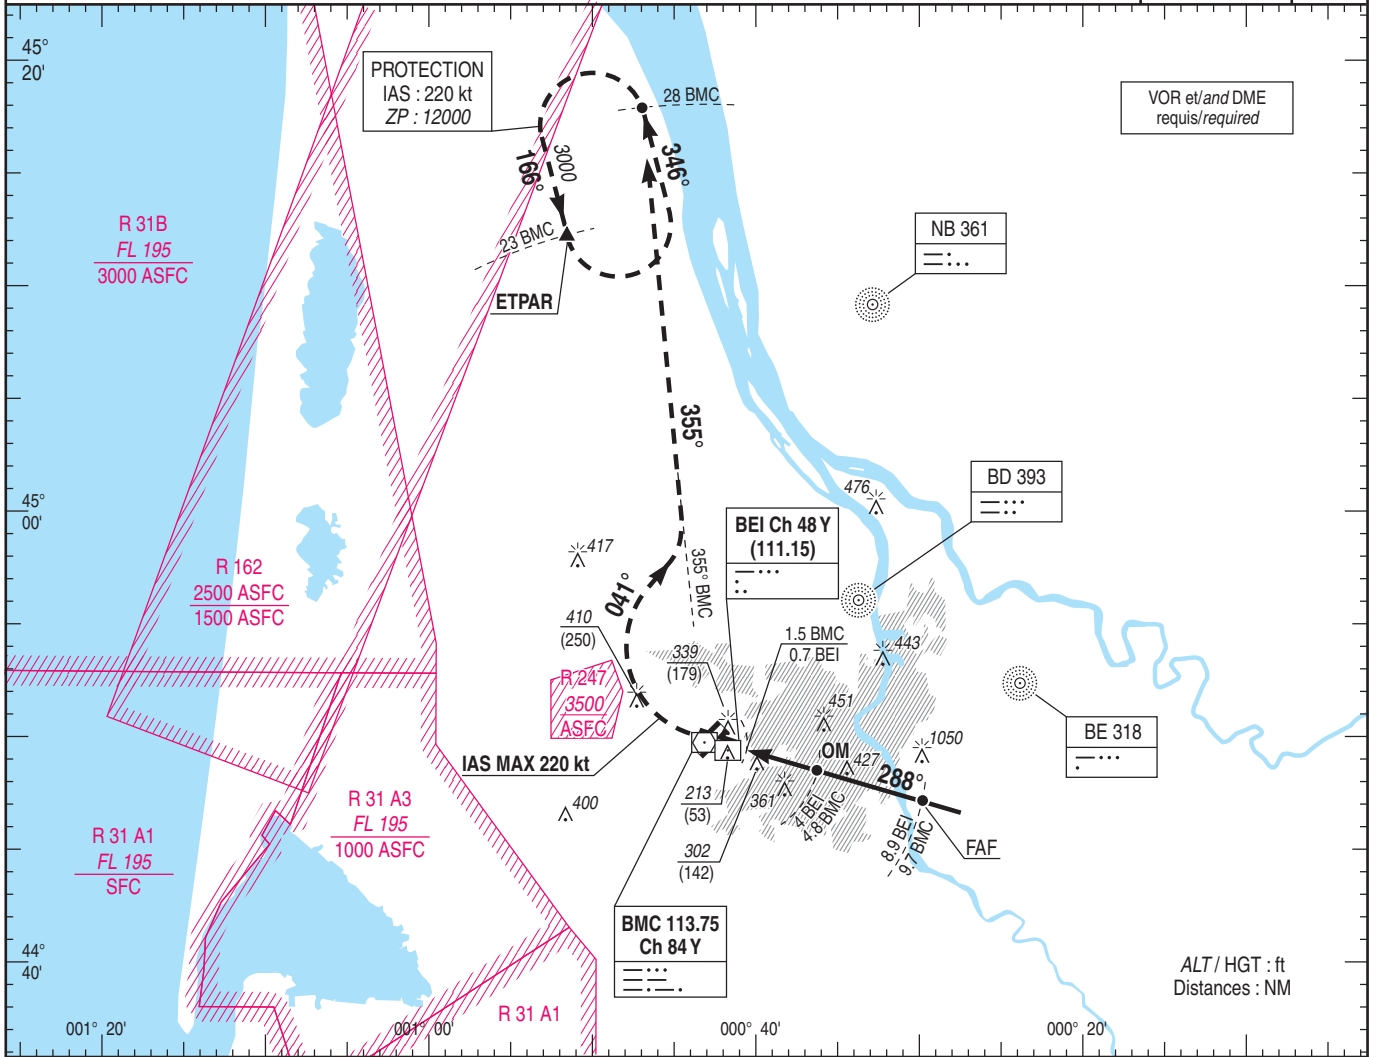 45°
20'
PROTECTION
IAS : 220 kt
ZP : 12000
28 BMC
VOR et/and DME
requis/required
166°
3000
346°
23 BMC
ETPAR
NB 361
R 31B
FL 195
3000 ASFC
355°
45°
00'
476
BD 393
BEI Ch 48 Y
(111.15)
417
355° BMC
041°
R 162
2500 ASFC
1500 ASFC
410
(250)
1.5 BMC
0.7 BEI
339
(179)
443
R 247
3500
ASFC
451
BE 318
1050
OM
427
288°
IAS MAX 220 kt
213
(53)
361
4 BEI
4.8 BMC
400
302
(142)
8.9 BEI
9.7 BMC
FAF
R 31 A3
FL 195
1000 ASFC
R 31 A1
FL 195
SFC
BMC 113.75
Ch 84 Y
44°
40'
ALT / HGT : ft
Distances : NM
R 31 A1
001° 20'
001° 00'
000° 40'
000° 20'